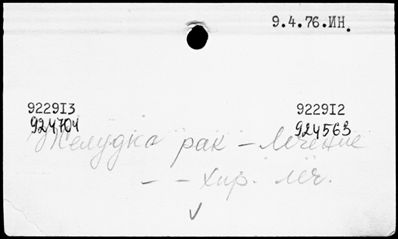 9.4.76.ИН.
922913 922912
924704 924563
Желудка рак – Лечение
– – хир. леч.